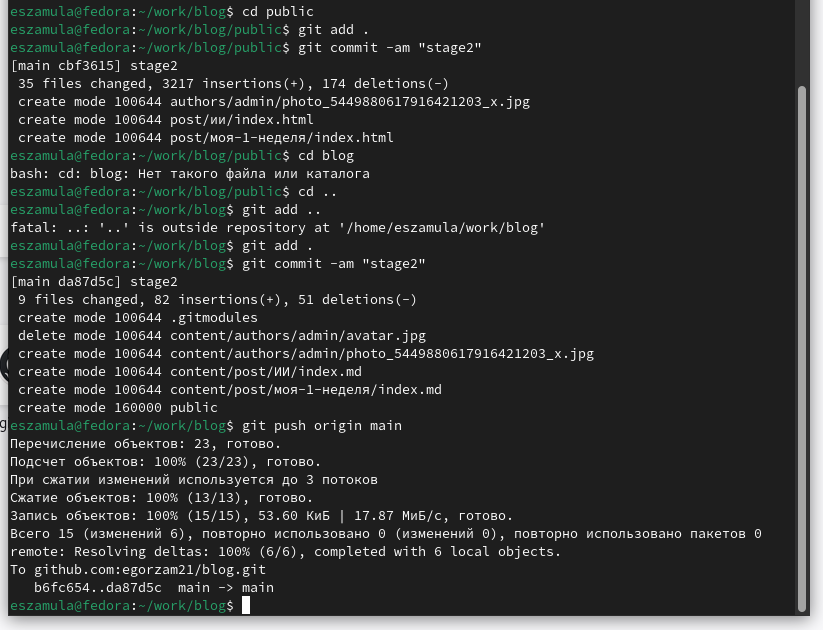 eszamula@fedora:~/work/blog$ cd public
eszamula@fedora:~/work/blog/public$ git add .
eszamula@fedora:~/work/blog/public$ git commit -am "stage2"
[main cbf3615] stage2
 35 files changed, 3217 insertions(+), 174 deletions(-)
 create mode 100644 authors/admin/photo_5449880617916421203_x.jpg
 create mode 100644 post/ии/index.html
 create mode 100644 post/моя-1-неделя/index.html
eszamula@fedora:~/work/blog/public$ cd blog
bash: cd: blog: Нет такого файла или каталога
eszamula@fedora:~/work/blog/public$ cd ..
eszamula@fedora:~/work/blog$ git add ..
fatal: ..: '..' is outside repository at '/home/eszamula/work/blog'
eszamula@fedora:~/work/blog$ git add .
eszamula@fedora:~/work/blog$ git commit -am "stage2"
[main da87d5c] stage2
 9 files changed, 82 insertions(+), 51 deletions(-)
 create mode 100644 .gitmodules
 delete mode 100644 content/authors/admin/avatar.jpg
 create mode 100644 content/authors/admin/photo_5449880617916421203_x.jpg
 create mode 100644 content/post/ИИ/index.md
 create mode 100644 content/post/моя-1-неделя/index.md
 create mode 160000 public
eszamula@fedora:~/work/blog$ git push origin main
Перечисление объектов: 23, готово.
Подсчет объектов: 100% (23/23), готово.
При сжатии изменений используется до 3 потоков
Сжатие объектов: 100% (13/13), готово.
Запись объектов: 100% (15/15), 53.60 КиБ | 17.87 МиБ/с, готово.
Всего 15 (изменений 6), повторно использовано 0 (изменений 0), повторно использовано пакетов 0
remote: Resolving deltas: 100% (6/6), completed with 6 local objects.
To github.com:egorzam21/blog.git
   b6fc654..da87d5c  main -> main
eszamula@fedora:~/work/blog$